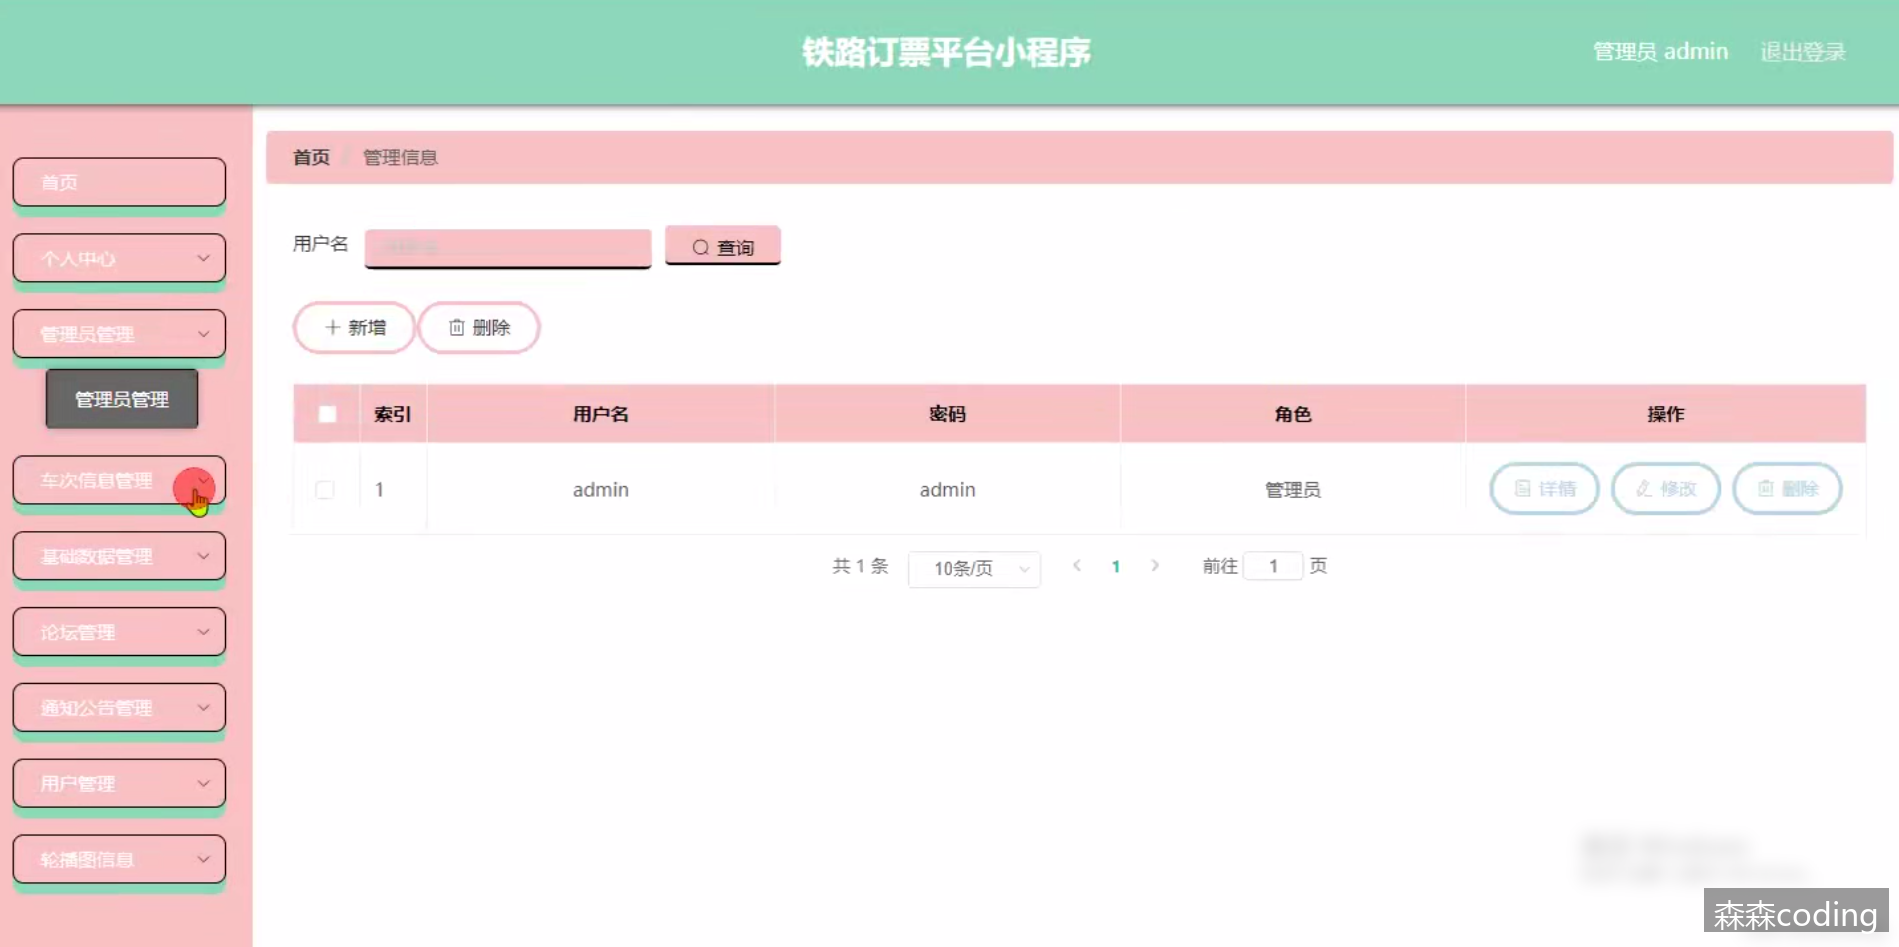 铁路订票平台小程序
管理员 admin 退出登录
首页
个人中心
管理员管理
管理员管理
车次信息管理
基础数据管理
论坛管理
通知公告管理
用户管理
轮播图信息
首页 / 管理信息
用户名 查询
新增 删除
索引 用户名 密码 角色 操作
1 admin admin 管理员 详情 修改 删除
共 1 条 10条/页 1 前往 1 页
森森coding